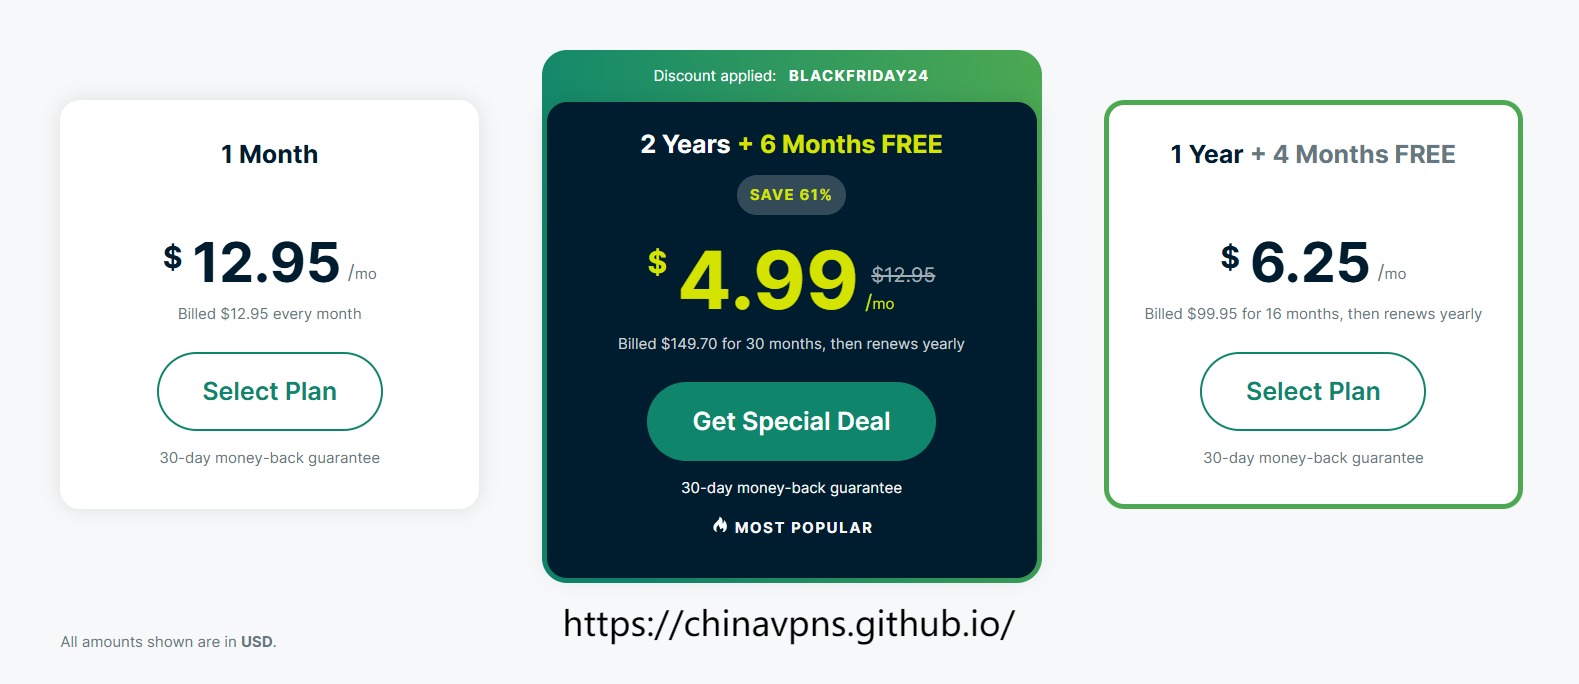 1 Month
$ 12.95 /mo
Billed $12.95 every month
Select Plan
30-day money-back guarantee
Discount applied: BLACKFRIDAY24
2 Years + 6 Months FREE
SAVE 61%
$ 4.99 /mo $12.95
Billed $149.70 for 30 months, then renews yearly
Get Special Deal
30-day money-back guarantee
MOST POPULAR
1 Year + 4 Months FREE
$ 6.25 /mo
Billed $99.95 for 16 months, then renews yearly
Select Plan
30-day money-back guarantee
https://chinavpns.github.io/
All amounts shown are in USD.